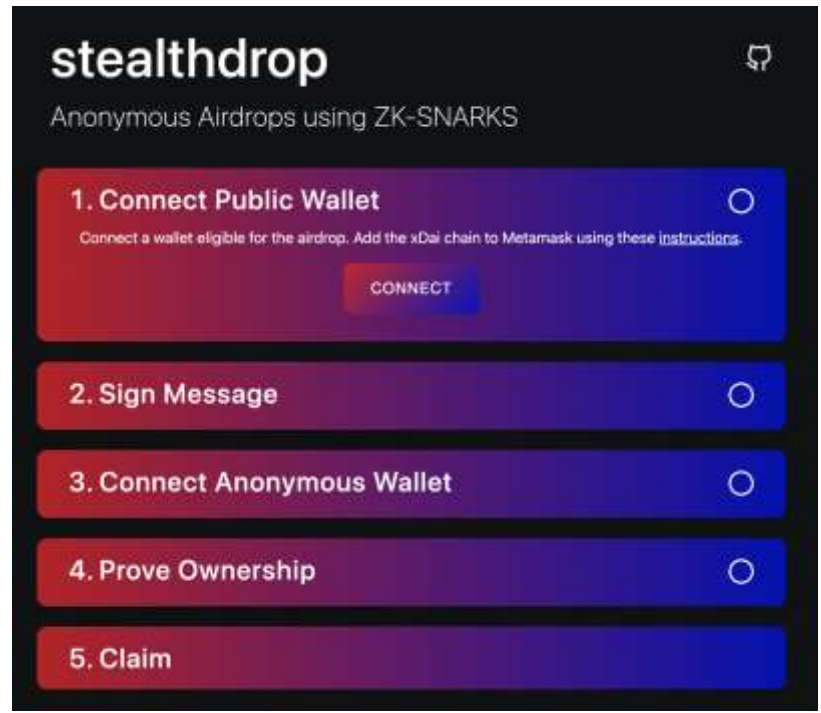 stealthdrop
Anonymous Airdrops using ZK-SNARKS
1. Connect Public Wallet
Connect a wallet eligible for the airdrop. Add the xDai chain to Metamask using these instructions.
CONNECT
2. Sign Message
3. Connect Anonymous Wallet
4. Prove Ownership
5. Claim